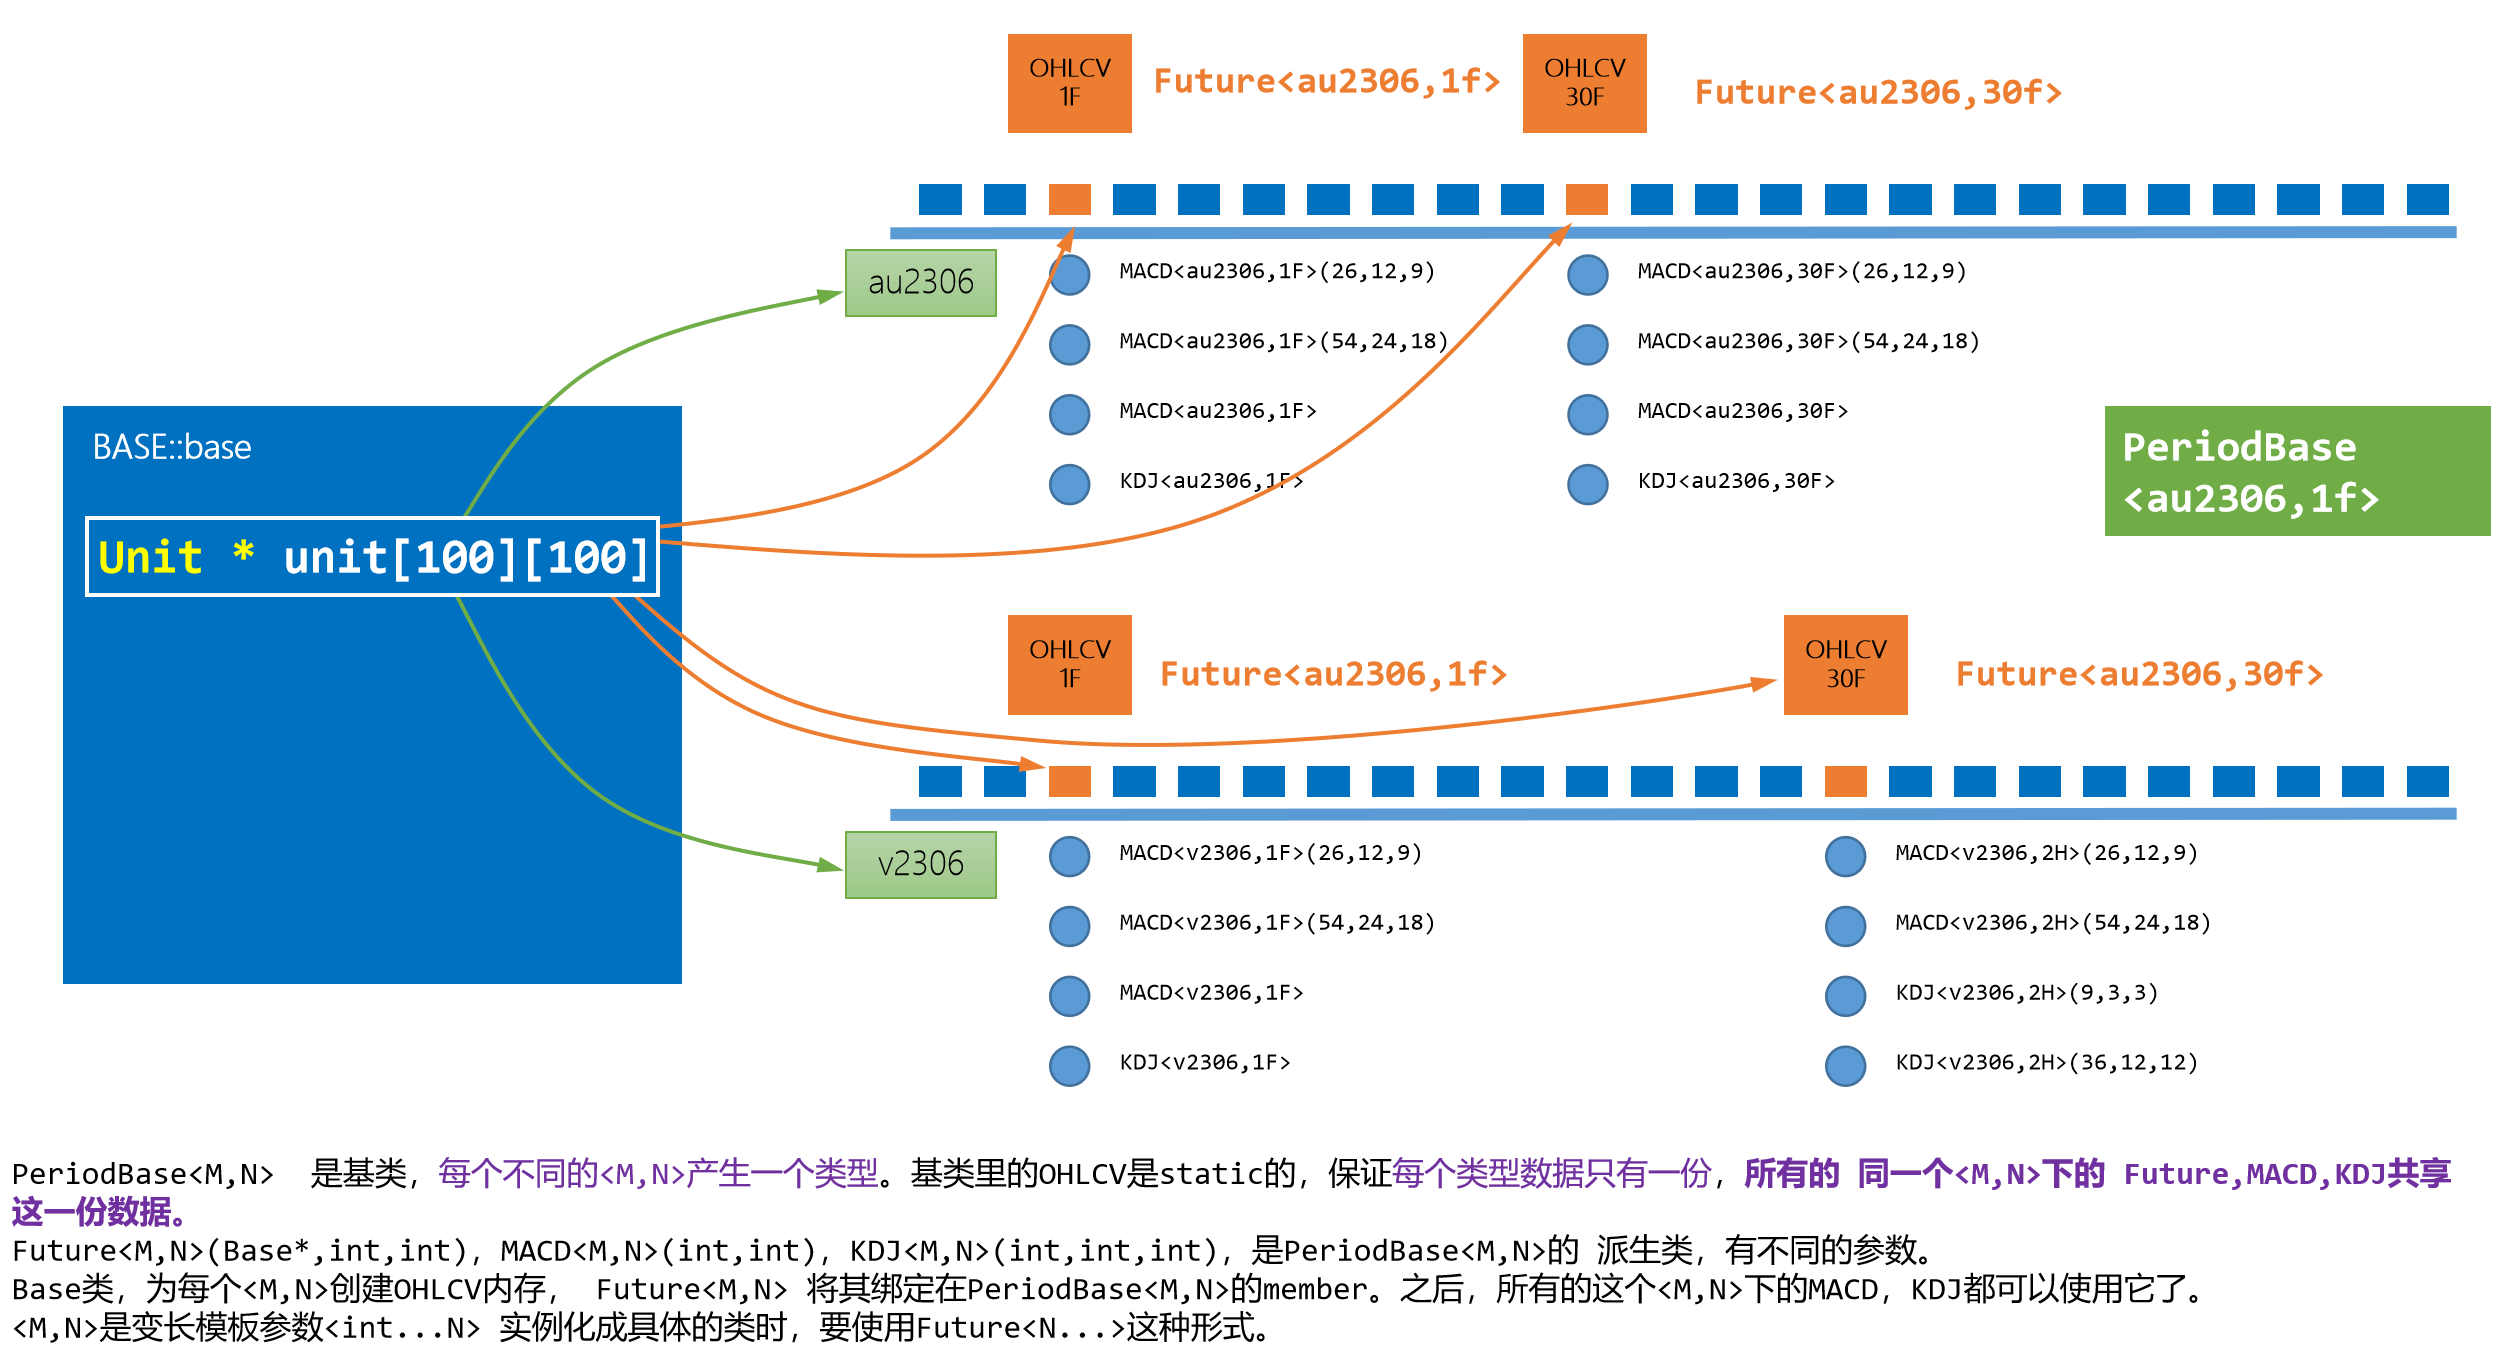 OHLCV
1F
Future<au2306,1f>
OHLCV
30F
Future<au2306,30f>
au2306
MACD<au2306,1F>(26,12,9)
MACD<au2306,30F>(26,12,9)
MACD<au2306,1F>(54,24,18)
MACD<au2306,30F>(54,24,18)
MACD<au2306,1F>
MACD<au2306,30F>
KDJ<au2306,1F>
KDJ<au2306,30F>
BASE::base
Unit * unit[100][100]
PeriodBase
<au2306,1f>
OHLCV
1F
Future<au2306,1f>
OHLCV
30F
Future<au2306,30f>
v2306
MACD<v2306,1F>(26,12,9)
MACD<v2306,2H>(26,12,9)
MACD<v2306,1F>(54,24,18)
MACD<v2306,2H>(54,24,18)
MACD<v2306,1F>
KDJ<v2306,2H>(9,3,3)
KDJ<v2306,1F>
KDJ<v2306,2H>(36,12,12)
PeriodBase<M,N>  是基类，每个不同的<M,N>产生一个类型。基类里的OHLCV是static的，保证每个类型数据只有一份，所有的 同一个<M,N>下的 Future,MACD,KDJ共享
这一份数据。
Future<M,N>(Base*,int,int)，MACD<M,N>(int,int)，KDJ<M,N>(int,int,int)，是PeriodBase<M,N>的 派生类，有不同的参数。
Base类，为每个<M,N>创建OHLCV内存， Future<M,N> 将其绑定在PeriodBase<M,N>的member。之后，所有的这个<M,N>下的MACD，KDJ都可以使用它了。
<M,N>是变长模板参数<int...N> 实例化成具体的类时，要使用Future<N...>这种形式。